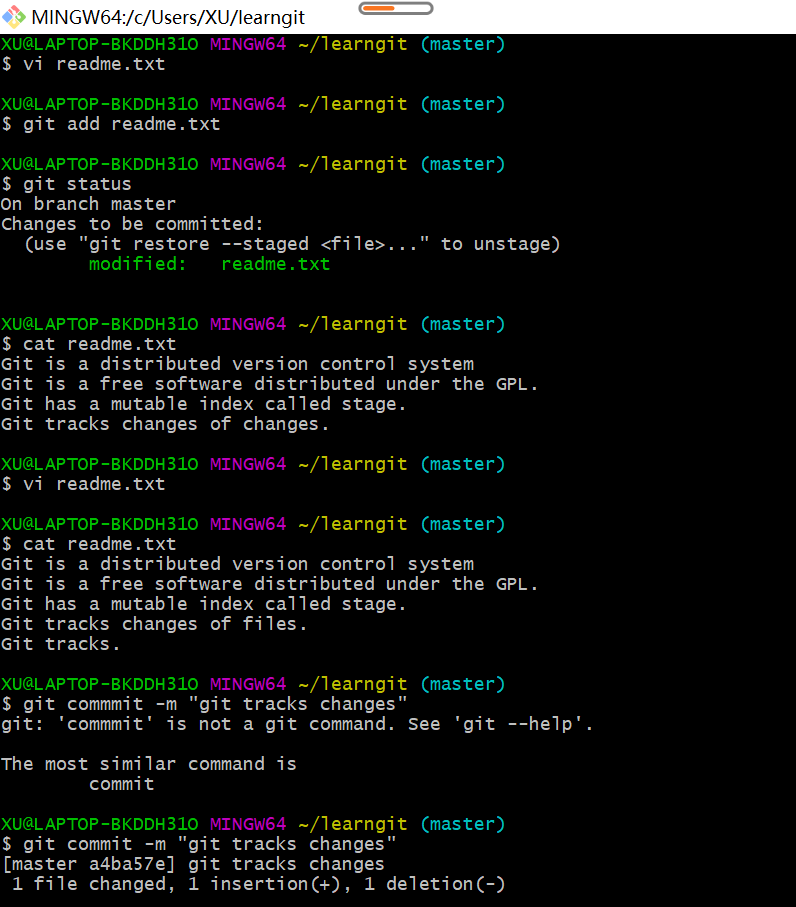 MINGW64:/c/Users/XU/learngit
XU@LAPTOP-BKDDH31O MINGW64 ~/learngit (master)
$ vi readme.txt
XU@LAPTOP-BKDDH31O MINGW64 ~/learngit (master)
$ git add readme.txt
XU@LAPTOP-BKDDH31O MINGW64 ~/learngit (master)
$ git status
On branch master
Changes to be committed:
  (use "git restore --staged <file>..." to unstage)
        modified:   readme.txt
XU@LAPTOP-BKDDH31O MINGW64 ~/learngit (master)
$ cat readme.txt
Git is a distributed version control system
Git is a free software distributed under the GPL.
Git has a mutable index called stage.
Git tracks changes of changes.
XU@LAPTOP-BKDDH31O MINGW64 ~/learngit (master)
$ vi readme.txt
XU@LAPTOP-BKDDH31O MINGW64 ~/learngit (master)
$ cat readme.txt
Git is a distributed version control system
Git is a free software distributed under the GPL.
Git has a mutable index called stage.
Git tracks changes of files.
Git tracks.
XU@LAPTOP-BKDDH31O MINGW64 ~/learngit (master)
$ git commmit -m "git tracks changes"
git: 'commmit' is not a git command. See 'git --help'.
The most similar command is
        commit
XU@LAPTOP-BKDDH31O MINGW64 ~/learngit (master)
$ git commit -m "git tracks changes"
[master a4ba57e] git tracks changes
 1 file changed, 1 insertion(+), 1 deletion(-)